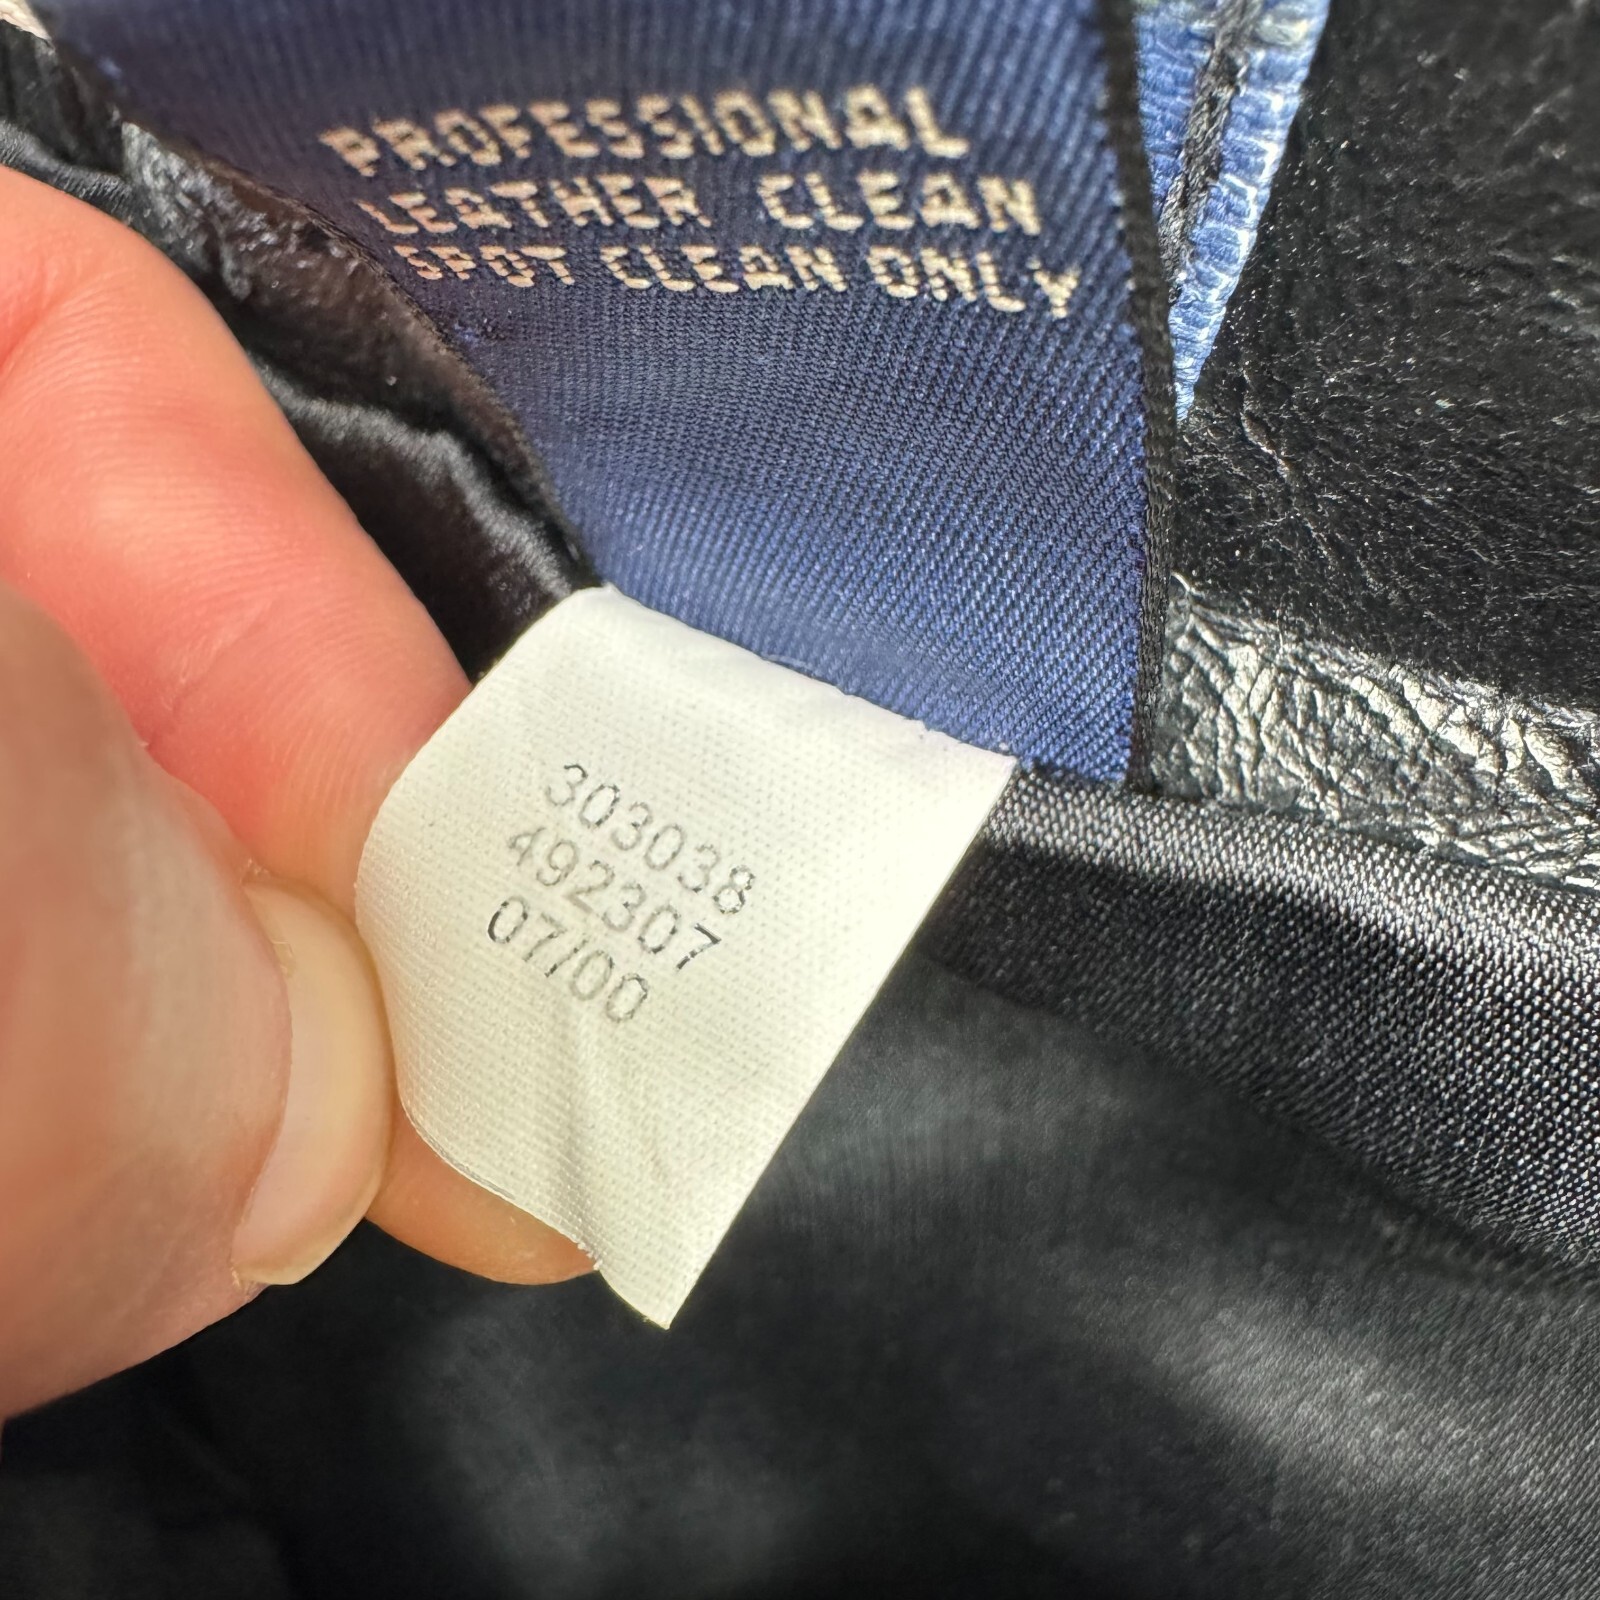 PROFESSIONAL
LEATHER CLEAN
SPOT CLEAN ONLY
303038
492307
07/00